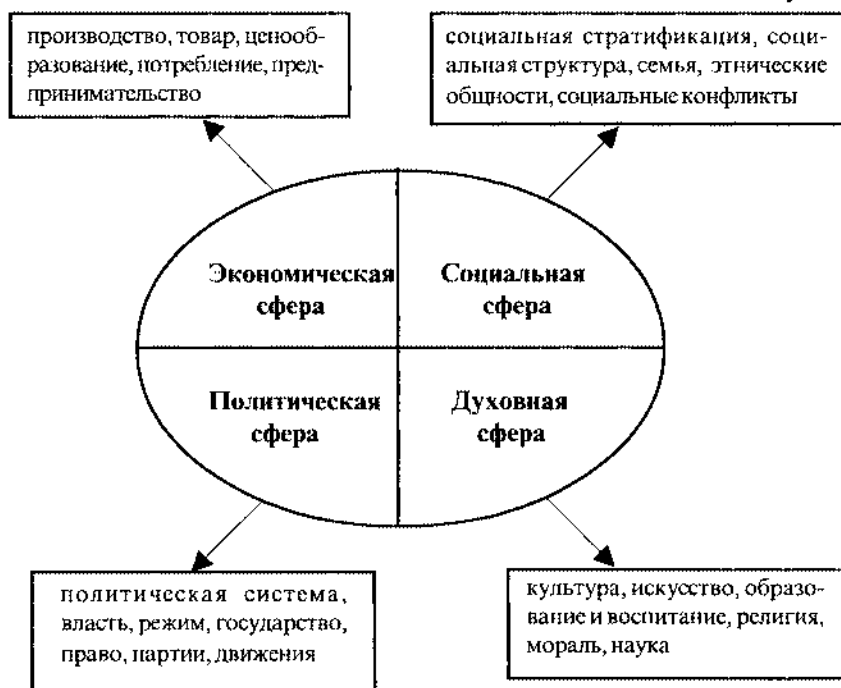 производство, товар, ценооб-
разование, потребление, пред-
принимательство
социальная стратификация, соци-
альная структура, семья, этнические
общности, социальные конфликты
Экономическая
сфера
Социальная
сфера
Политическая
сфера
Духовная
сфера
политическая система,
власть, режим, государство,
право, партии, движения
культура, искусство, образо-
вание и воспитание, религия,
мораль, наука